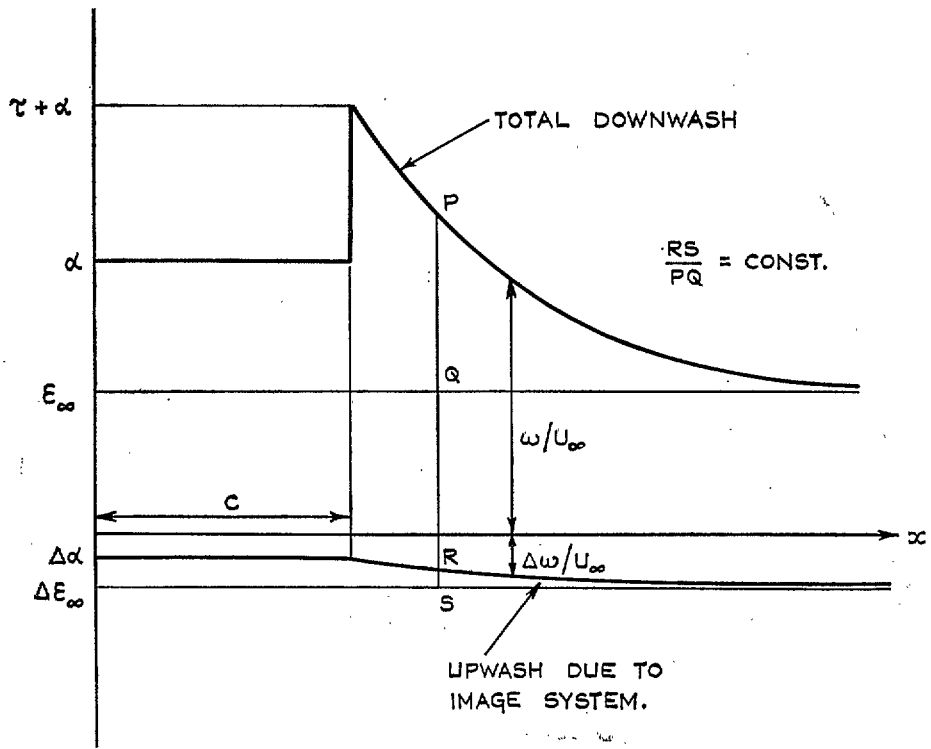 τ + α
TOTAL DOWNWASH
P
α
RS/PQ = CONST.
Q
ε∞
ω/U∞
C
x
Δα
R
Δω/U∞
Δε∞
S
UPWASH DUE TO
IMAGE SYSTEM.